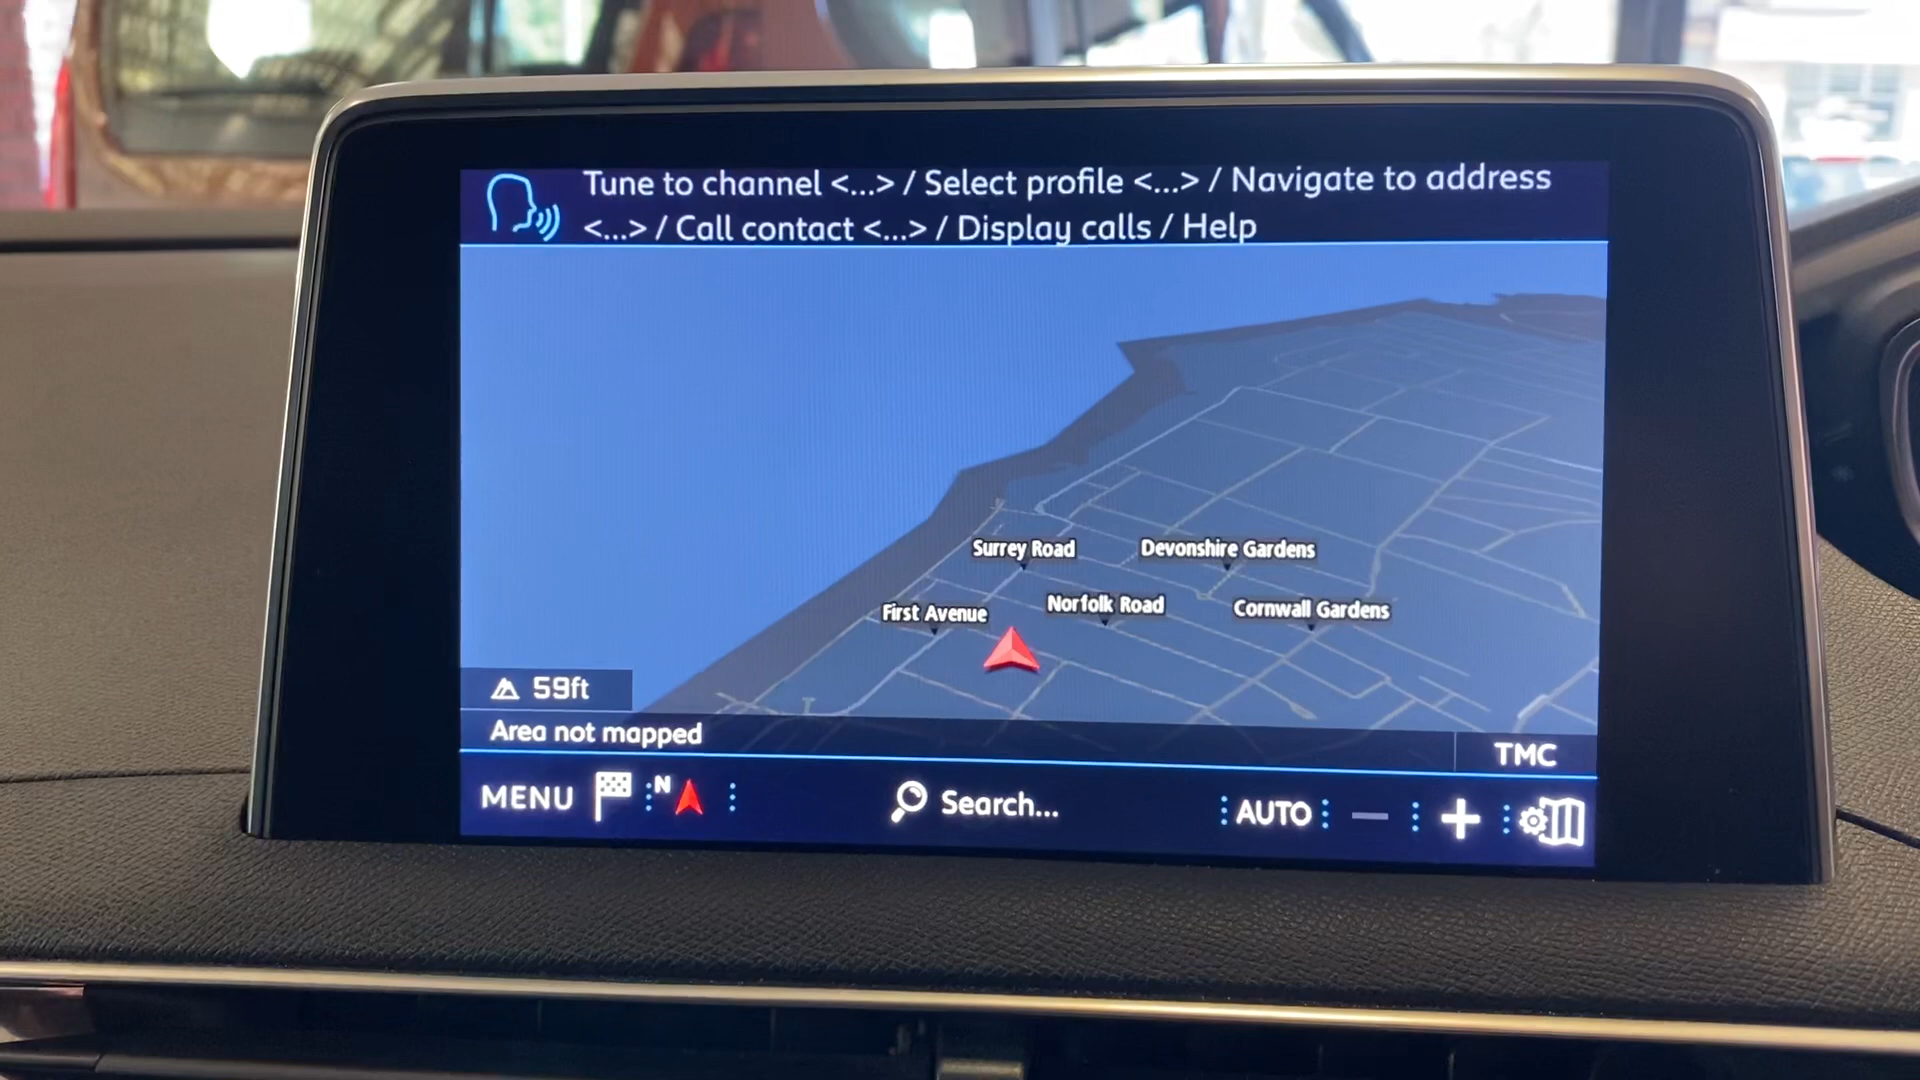 Tune to channel <...> / Select profile <...> / Navigate to address
<...> / Call contact <...> / Display calls / Help
Surrey Road
Devonshire Gardens
First Avenue
Norfolk Road
Cornwall Gardens
59ft
Area not mapped
TMC
MENU
N
Search...
AUTO